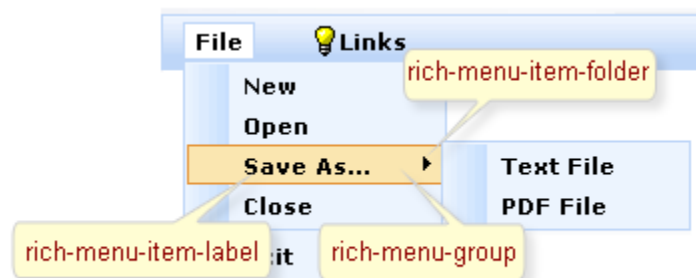 File Links
rich-menu-item-folder
New
Open
Save As... Text File
Close PDF File
rich-menu-item-label rich-menu-group